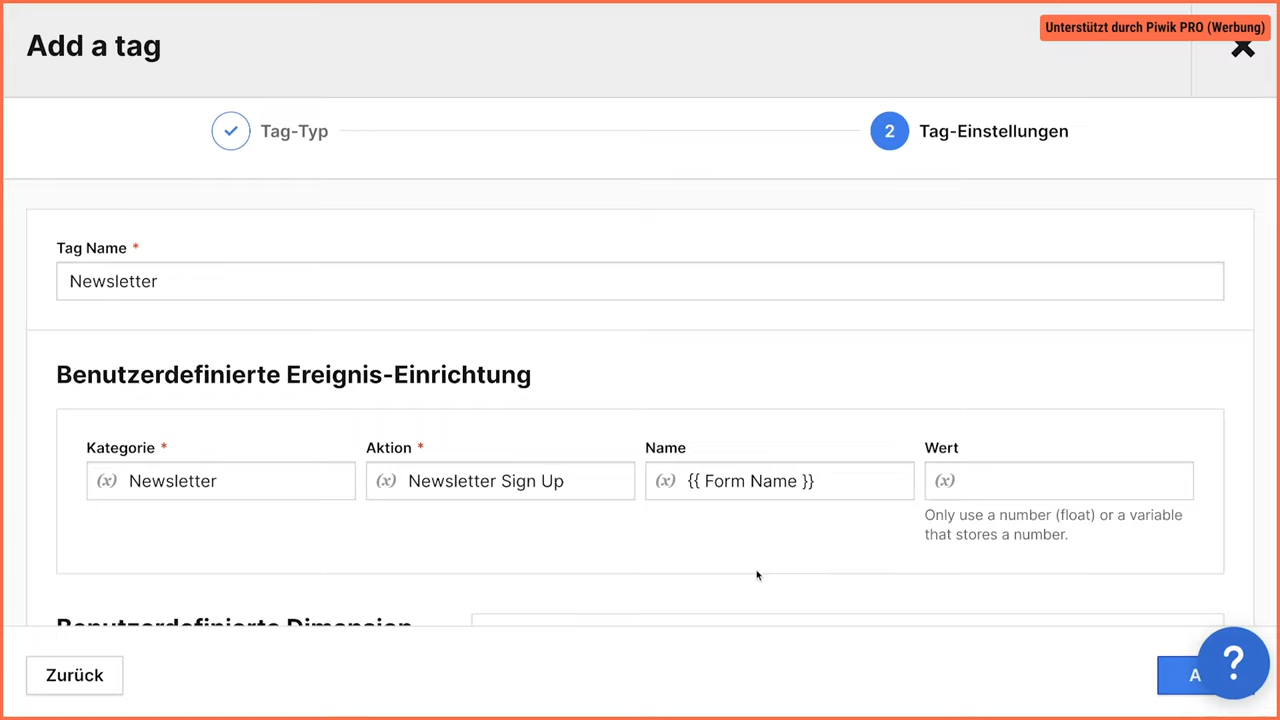 Unterstützt durch Piwik PRO (Werbung)
Add a tag
Tag-Typ
2
Tag-Einstellungen
Tag Name *
Newsletter
Benutzerdefinierte Ereignis-Einrichtung
Kategorie * Aktion * Name Wert
(x) Newsletter (x) Newsletter Sign Up (x) {{ Form Name }} (x)
Only use a number (float) or a variable
that stores a number.
Benutzerdefinierte Dimension
Zurück
A
?